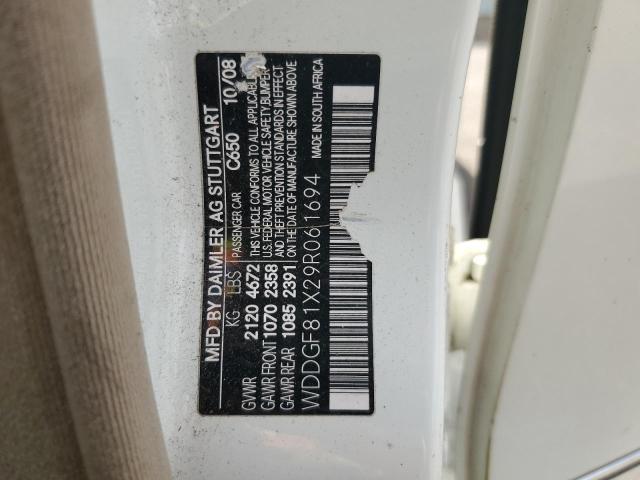 MFD BY DAIMLER AG STUTTGART
KG LBS PASSENGER CAR C650 10/08
GVWR 2120 4672 THIS VEHICLE CONFORMS TO ALL APPLICABLE
GAWR FRONT 1070 2358 U.S. FEDERAL MOTOR VEHICLE SAFETY, BUMPER,
AND THEFT PREVENTION STANDARDS IN EFFECT
GAWR REAR 1085 2391 ON THE DATE OF MANUFACTURE SHOWN ABOVE
WDDGF81X29R061694 MADE IN SOUTH AFRICA